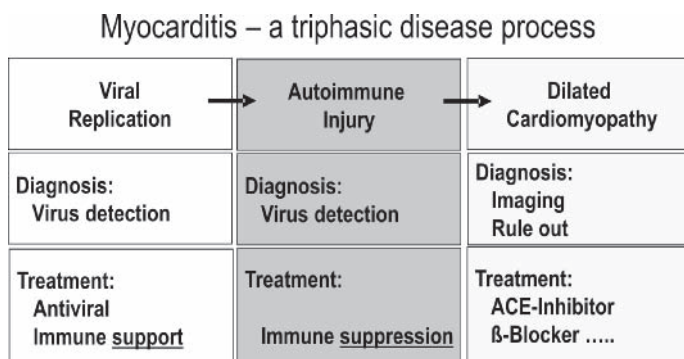 Myocarditis – a triphasic disease process
Viral
Replication
Autoimmune
Injury
Dilated
Cardiomyopathy
Diagnosis:
Virus detection
Diagnosis:
Virus detection
Diagnosis:
Imaging
Rule out
Treatment:
Antiviral
Immune support
Treatment:
Immune suppression
Treatment:
ACE-Inhibitor
ß-Blocker .....